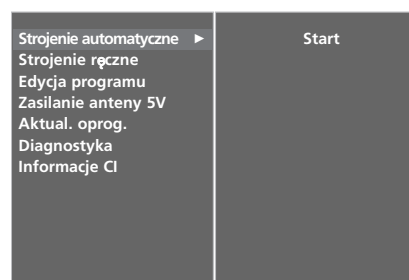 Strojenie automatyczne ► Start
Strojenie ręczne
Edycja programu
Zasilanie anteny 5V
Aktual. oprog.
Diagnostyka
Informacje CI